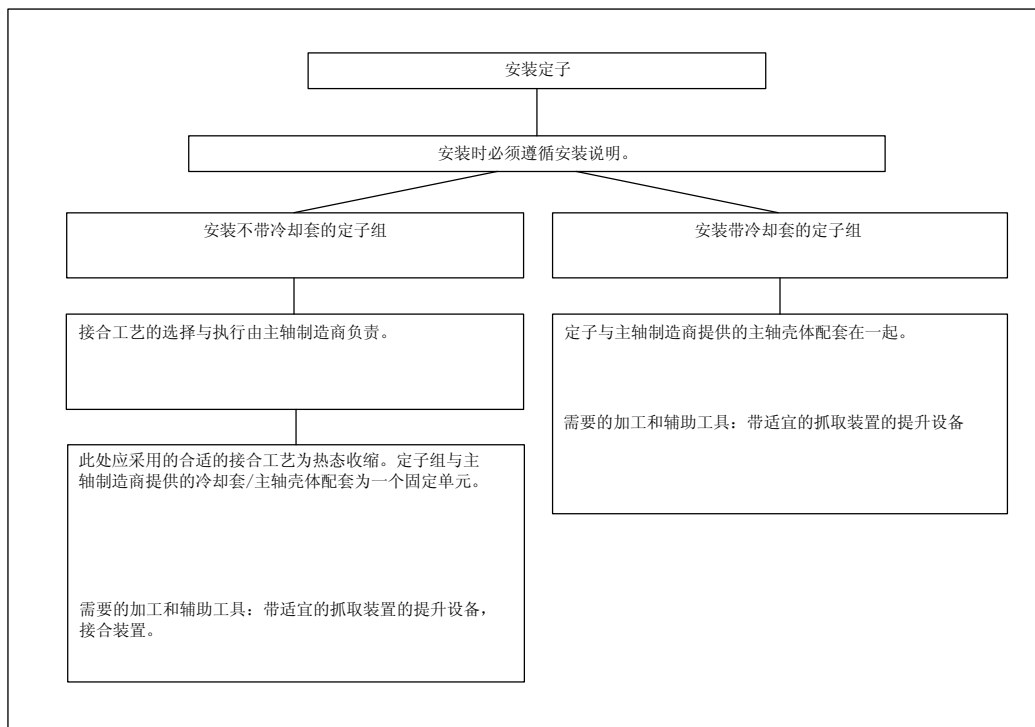 安装定子
安装时必须遵循安装说明。
安装不带冷却套的定子组
安装带冷却套的定子组
接合工艺的选择与执行由主轴制造商负责。
定子与主轴制造商提供的主轴壳体配套在一起。
需要的加工和辅助工具：带适宜的抓取装置的提升设备
此处应采用的合适的接合工艺为热态收缩。定子组与主
轴制造商提供的冷却套/主轴壳体配套为一个固定单元。
需要的加工和辅助工具：带适宜的抓取装置的提升设备，
接合装置。